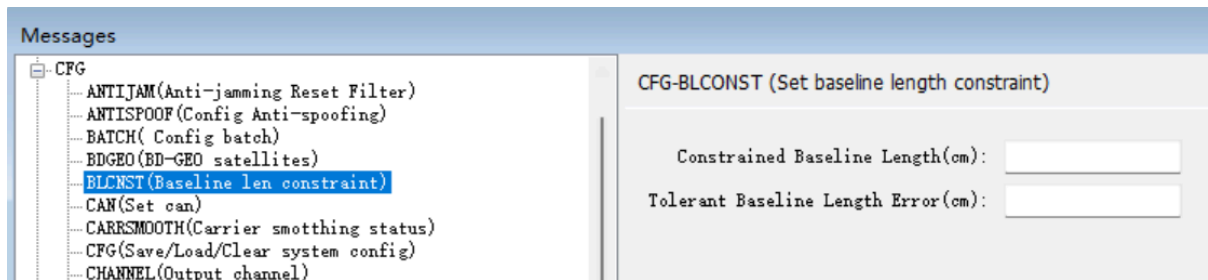 Messages
CFG
ANTIJAM(Anti-jamming Reset Filter)
ANTISPOOF(Config Anti-spoofing)
BATCH( Config batch)
BDGEO(BD-GEO satellites)
BLCNST(Baseline len constraint)
CAN(Set can)
CARRSMOOTH(Carrier smotthing status)
CFG(Save/Load/Clear system config)
CHANNEL(Output channel)
CFG-BLCONST (Set baseline length constraint)
Constrained Baseline Length(cm):
Tolerant Baseline Length Error(cm):